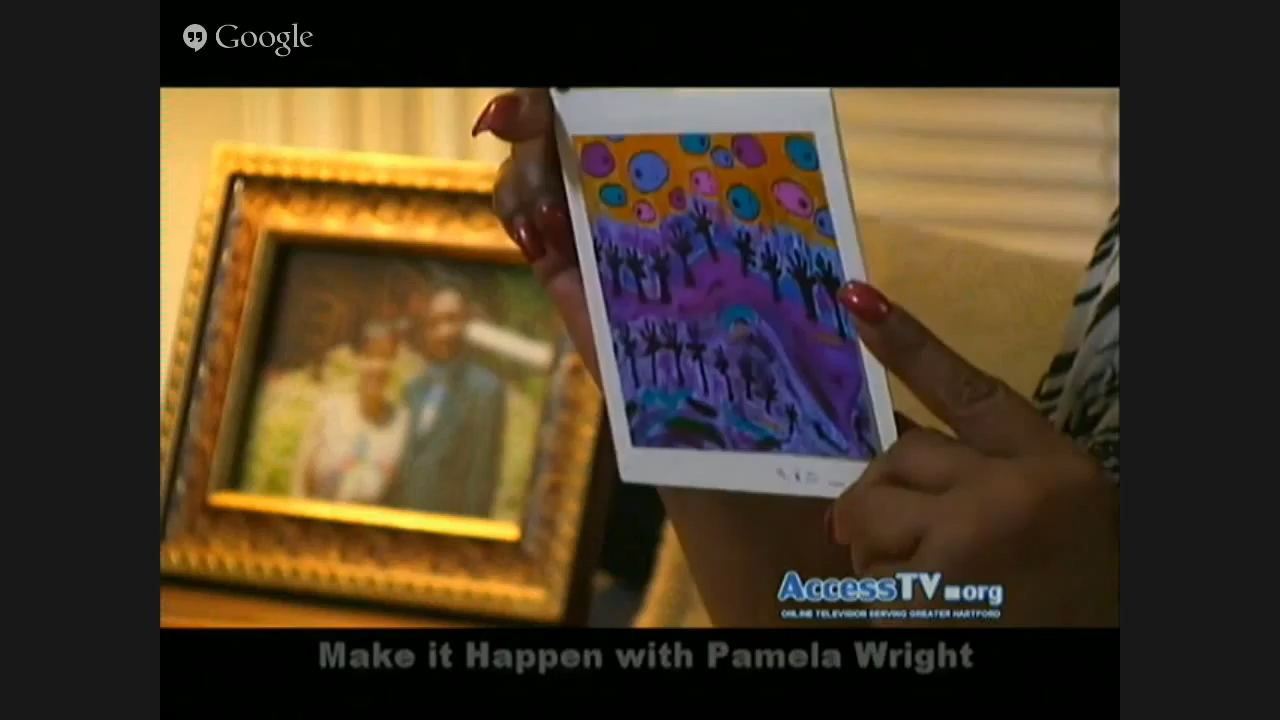 Google
AccessTV.org
ONLINE TELEVISION SERVING GREATER HARTFORD
Make it Happen with Pamela Wright